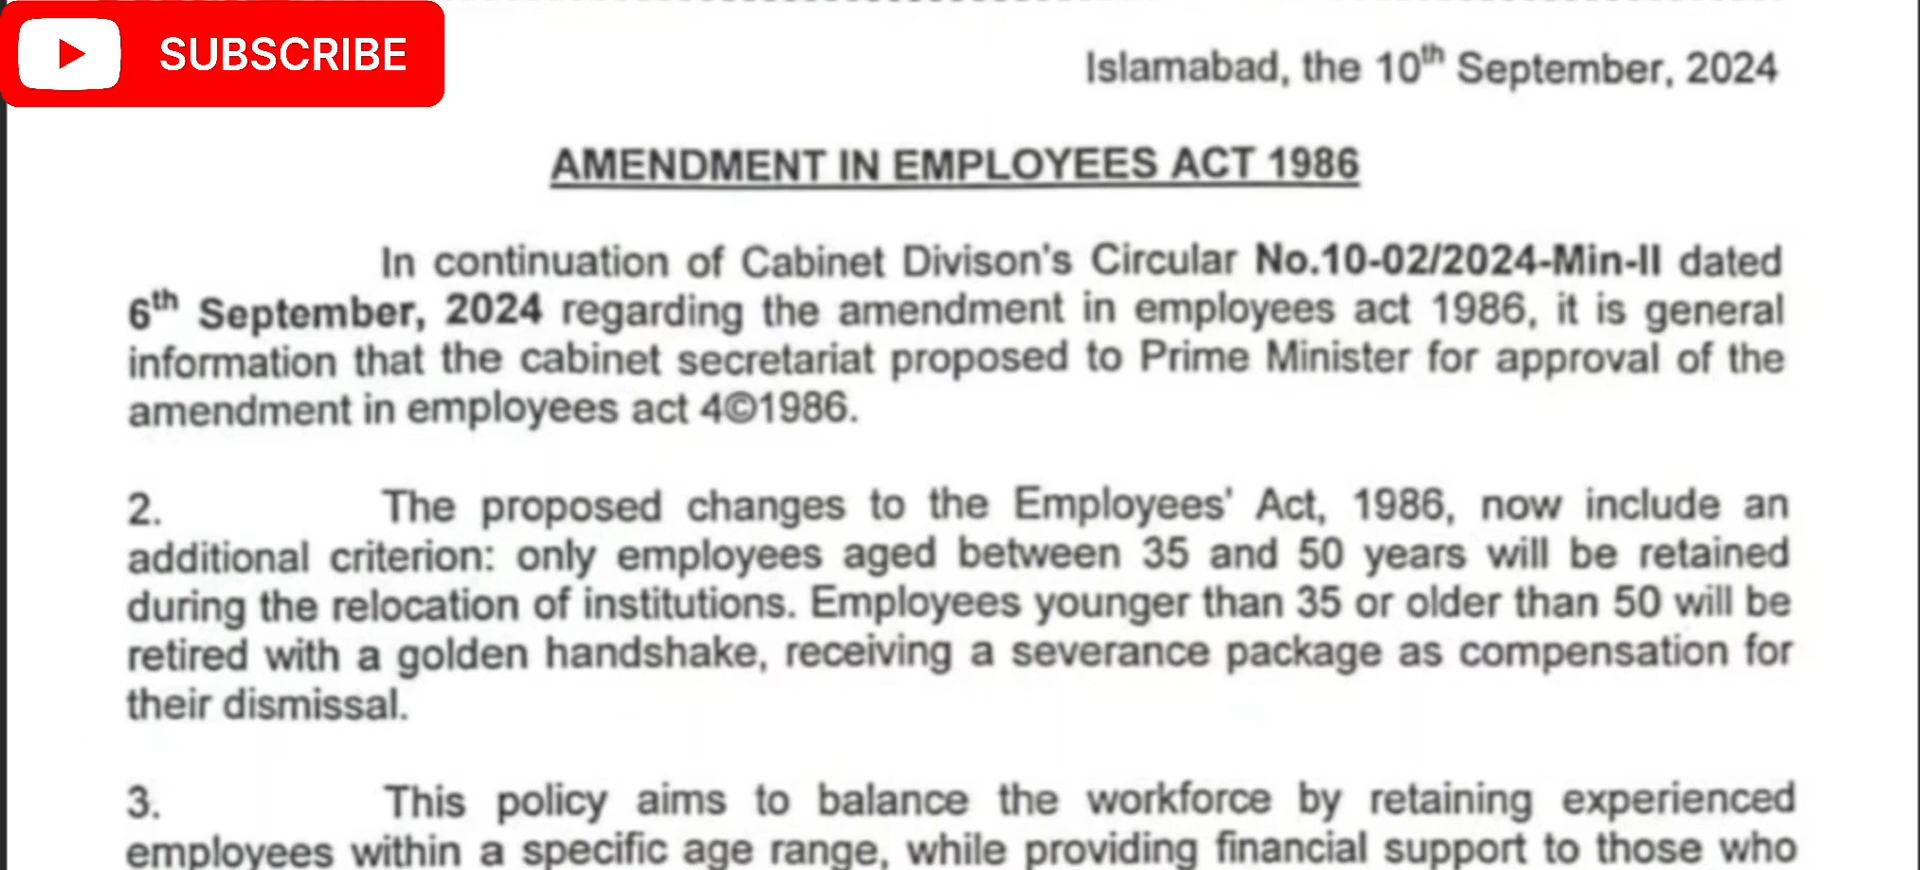 SUBSCRIBE
Islamabad, the 10th September, 2024
AMENDMENT IN EMPLOYEES ACT 1986
In continuation of Cabinet Divison's Circular No.10-02/2024-Min-II dated
6th September, 2024 regarding the amendment in employees act 1986, it is general
information that the cabinet secretariat proposed to Prime Minister for approval of the
amendment in employees act 4©1986.
2. The proposed changes to the Employees' Act, 1986, now include an
additional criterion: only employees aged between 35 and 50 years will be retained
during the relocation of institutions. Employees younger than 35 or older than 50 will be
retired with a golden handshake, receiving a severance package as compensation for
their dismissal.
3. This policy aims to balance the workforce by retaining experienced
employees within a specific age range, while providing financial support to those who